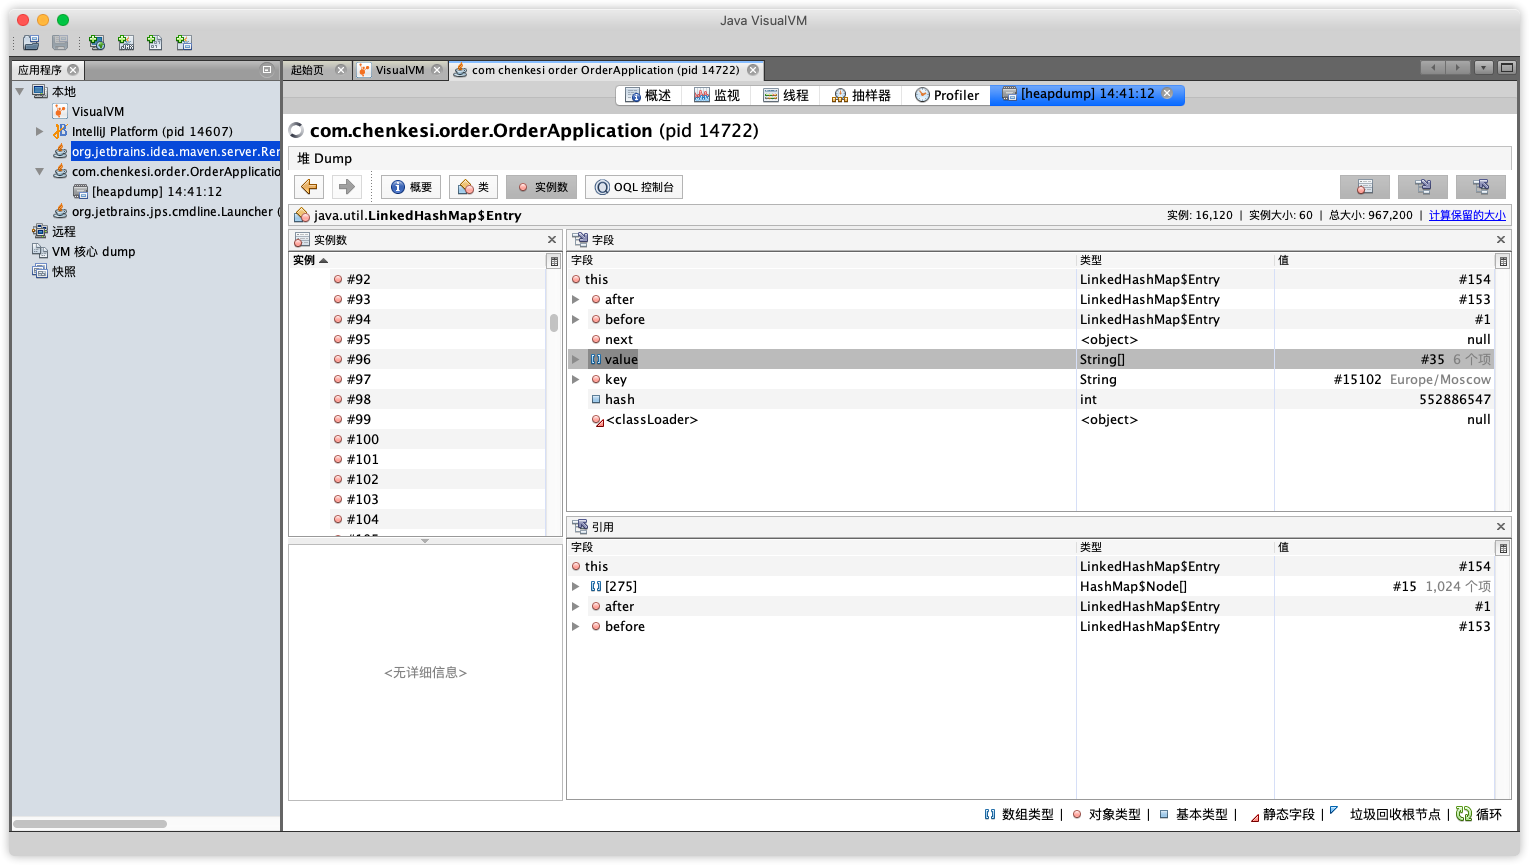 Java VisualVM
应用程序
本地
VisualVM
IntelliJ Platform (pid 14607)
org.jetbrains.idea.maven.server.Rer
com.chenkesi.order.OrderApplicatio
[heapdump] 14:41:12
org.jetbrains.jps.cmdline.Launcher (
远程
VM 核心 dump
快照
起始页
VisualVM
com chenkesi order OrderApplication (pid 14722)
概述
监视
线程
抽样器
Profiler
[heapdump] 14:41:12
com.chenkesi.order.OrderApplication (pid 14722)
堆 Dump
概要
类
实例数
OQL 控制台
java.util.LinkedHashMap$Entry
实例: 16,120 | 实例大小: 60 | 总大小: 967,200 | 计算保留的大小
实例数
实例
#92
#93
#94
#95
#96
#97
#98
#99
#100
#101
#102
#103
#104
<无详细信息>
字段
字段 类型 值
this LinkedHashMap$Entry #154
after LinkedHashMap$Entry #153
before LinkedHashMap$Entry #1
next <object> null
value String[] #35 6 个项
key String #15102 Europe/Moscow
hash int 552886547
<classLoader> <object> null
引用
字段 类型 值
this LinkedHashMap$Entry #154
[275] HashMap$Node[] #15 1,024 个项
after LinkedHashMap$Entry #1
before LinkedHashMap$Entry #153
数组类型 | 对象类型 | 基本类型 | 静态字段 | 垃圾回收根节点 | 循环